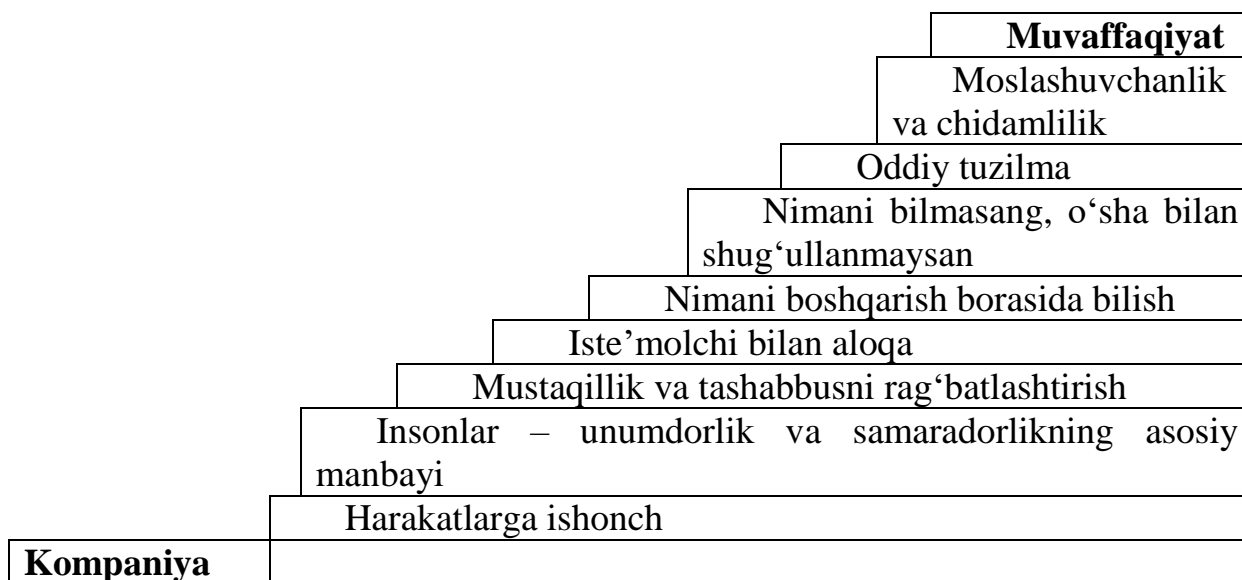 Muvaffaqiyat
Moslashuvchanlik
va chidamlilik
Oddiy tuzilma
Nimani bilmasang, o‘sha bilan
shug‘ullanmaysan
Nimani boshqarish borasida bilish
Iste’molchi bilan aloqa
Mustaqillik va tashabbusni rag‘batlashtirish
Insonlar – unumdorlik va samaradorlikning asosiy
manbayi
Harakatlarga ishonch
Kompaniya